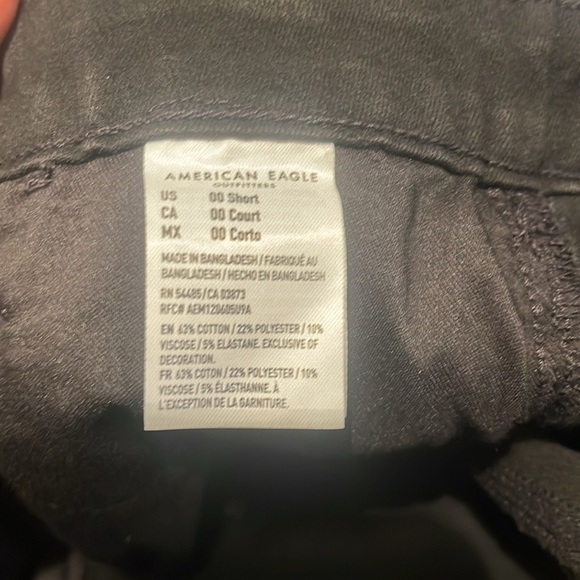 AMERICAN EAGLE
OUTFITTERS
US 00 Short
CA 00 Court
MX 00 Corto
MADE IN BANGLADESH / FABRIQUÉ AU
BANGLADESH / HECHO EN BANGLADESH
RN 54485 / CA 03873
RFC# AEM120605U9A
EN 63% COTTON / 22% POLYESTER / 10%
VISCOSE / 5% ELASTANE. EXCLUSIVE OF
DECORATION.
FR 63% COTON / 22% POLYESTER / 10%
VISCOSE / 5% ÉLASTHANNE. À
L'EXCEPTION DE LA GARNITURE.